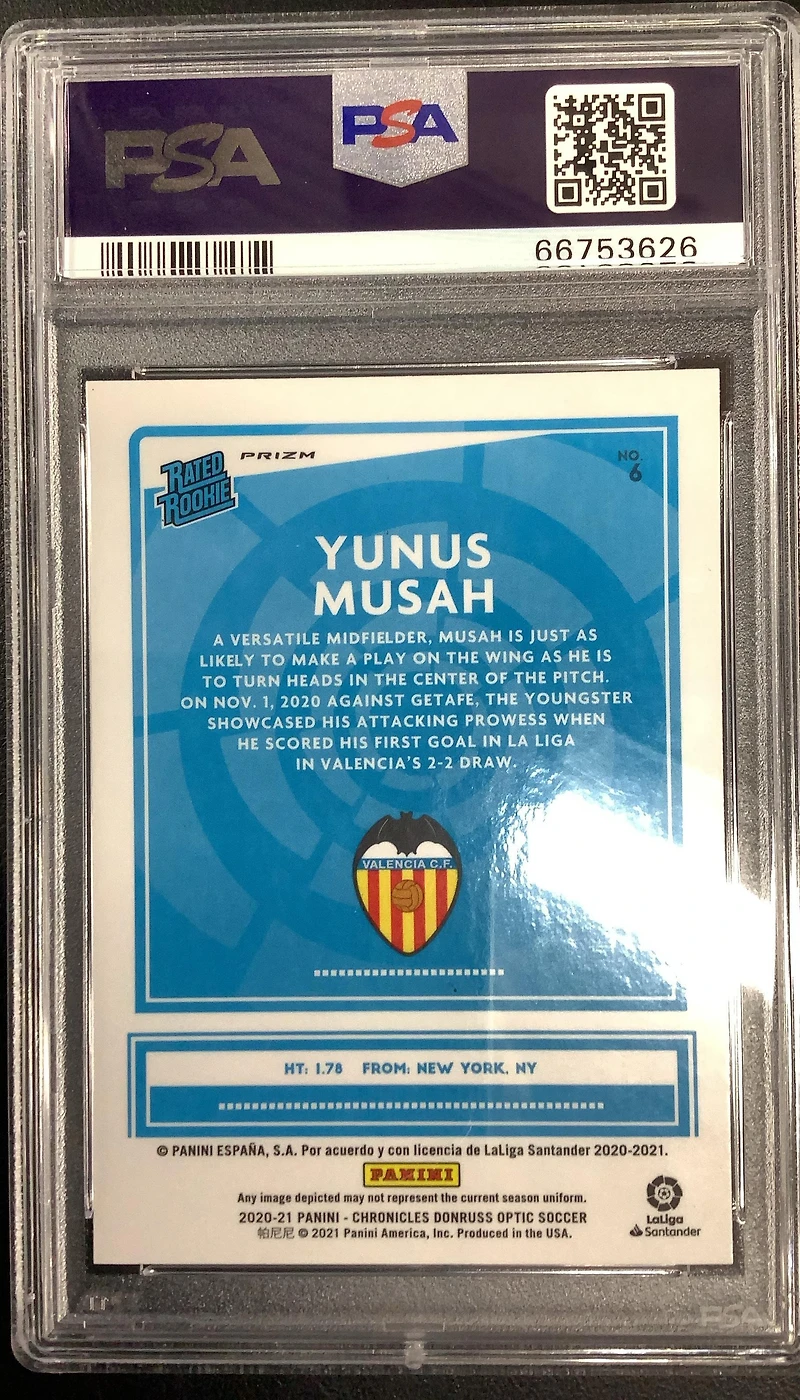 PSA
PSA
66753626
RATED ROOKIE
PRIZM
NO. 6
YUNUS
MUSAH
A VERSATILE MIDFIELDER, MUSAH IS JUST AS
LIKELY TO MAKE A PLAY ON THE WING AS HE IS
TO TURN HEADS IN THE CENTER OF THE PITCH.
ON NOV. 1, 2020 AGAINST GETAFE, THE YOUNGSTER
SHOWCASED HIS ATTACKING PROWESS WHEN
HE SCORED HIS FIRST GOAL IN LA LIGA
IN VALENCIA'S 2-2 DRAW.
VALENCIA C.F.
HT: 1.78 FROM: NEW YORK, NY
© PANINI ESPAÑA, S.A. Por acuerdo y con licencia de LaLiga Santander 2020-2021.
PANINI
Any image depicted may not represent the current season uniform.
2020-21 PANINI - CHRONICLES DONRUSS OPTIC SOCCER
帕尼尼 © 2021 Panini America, Inc. Produced in the USA.
LaLiga
Santander
PSA